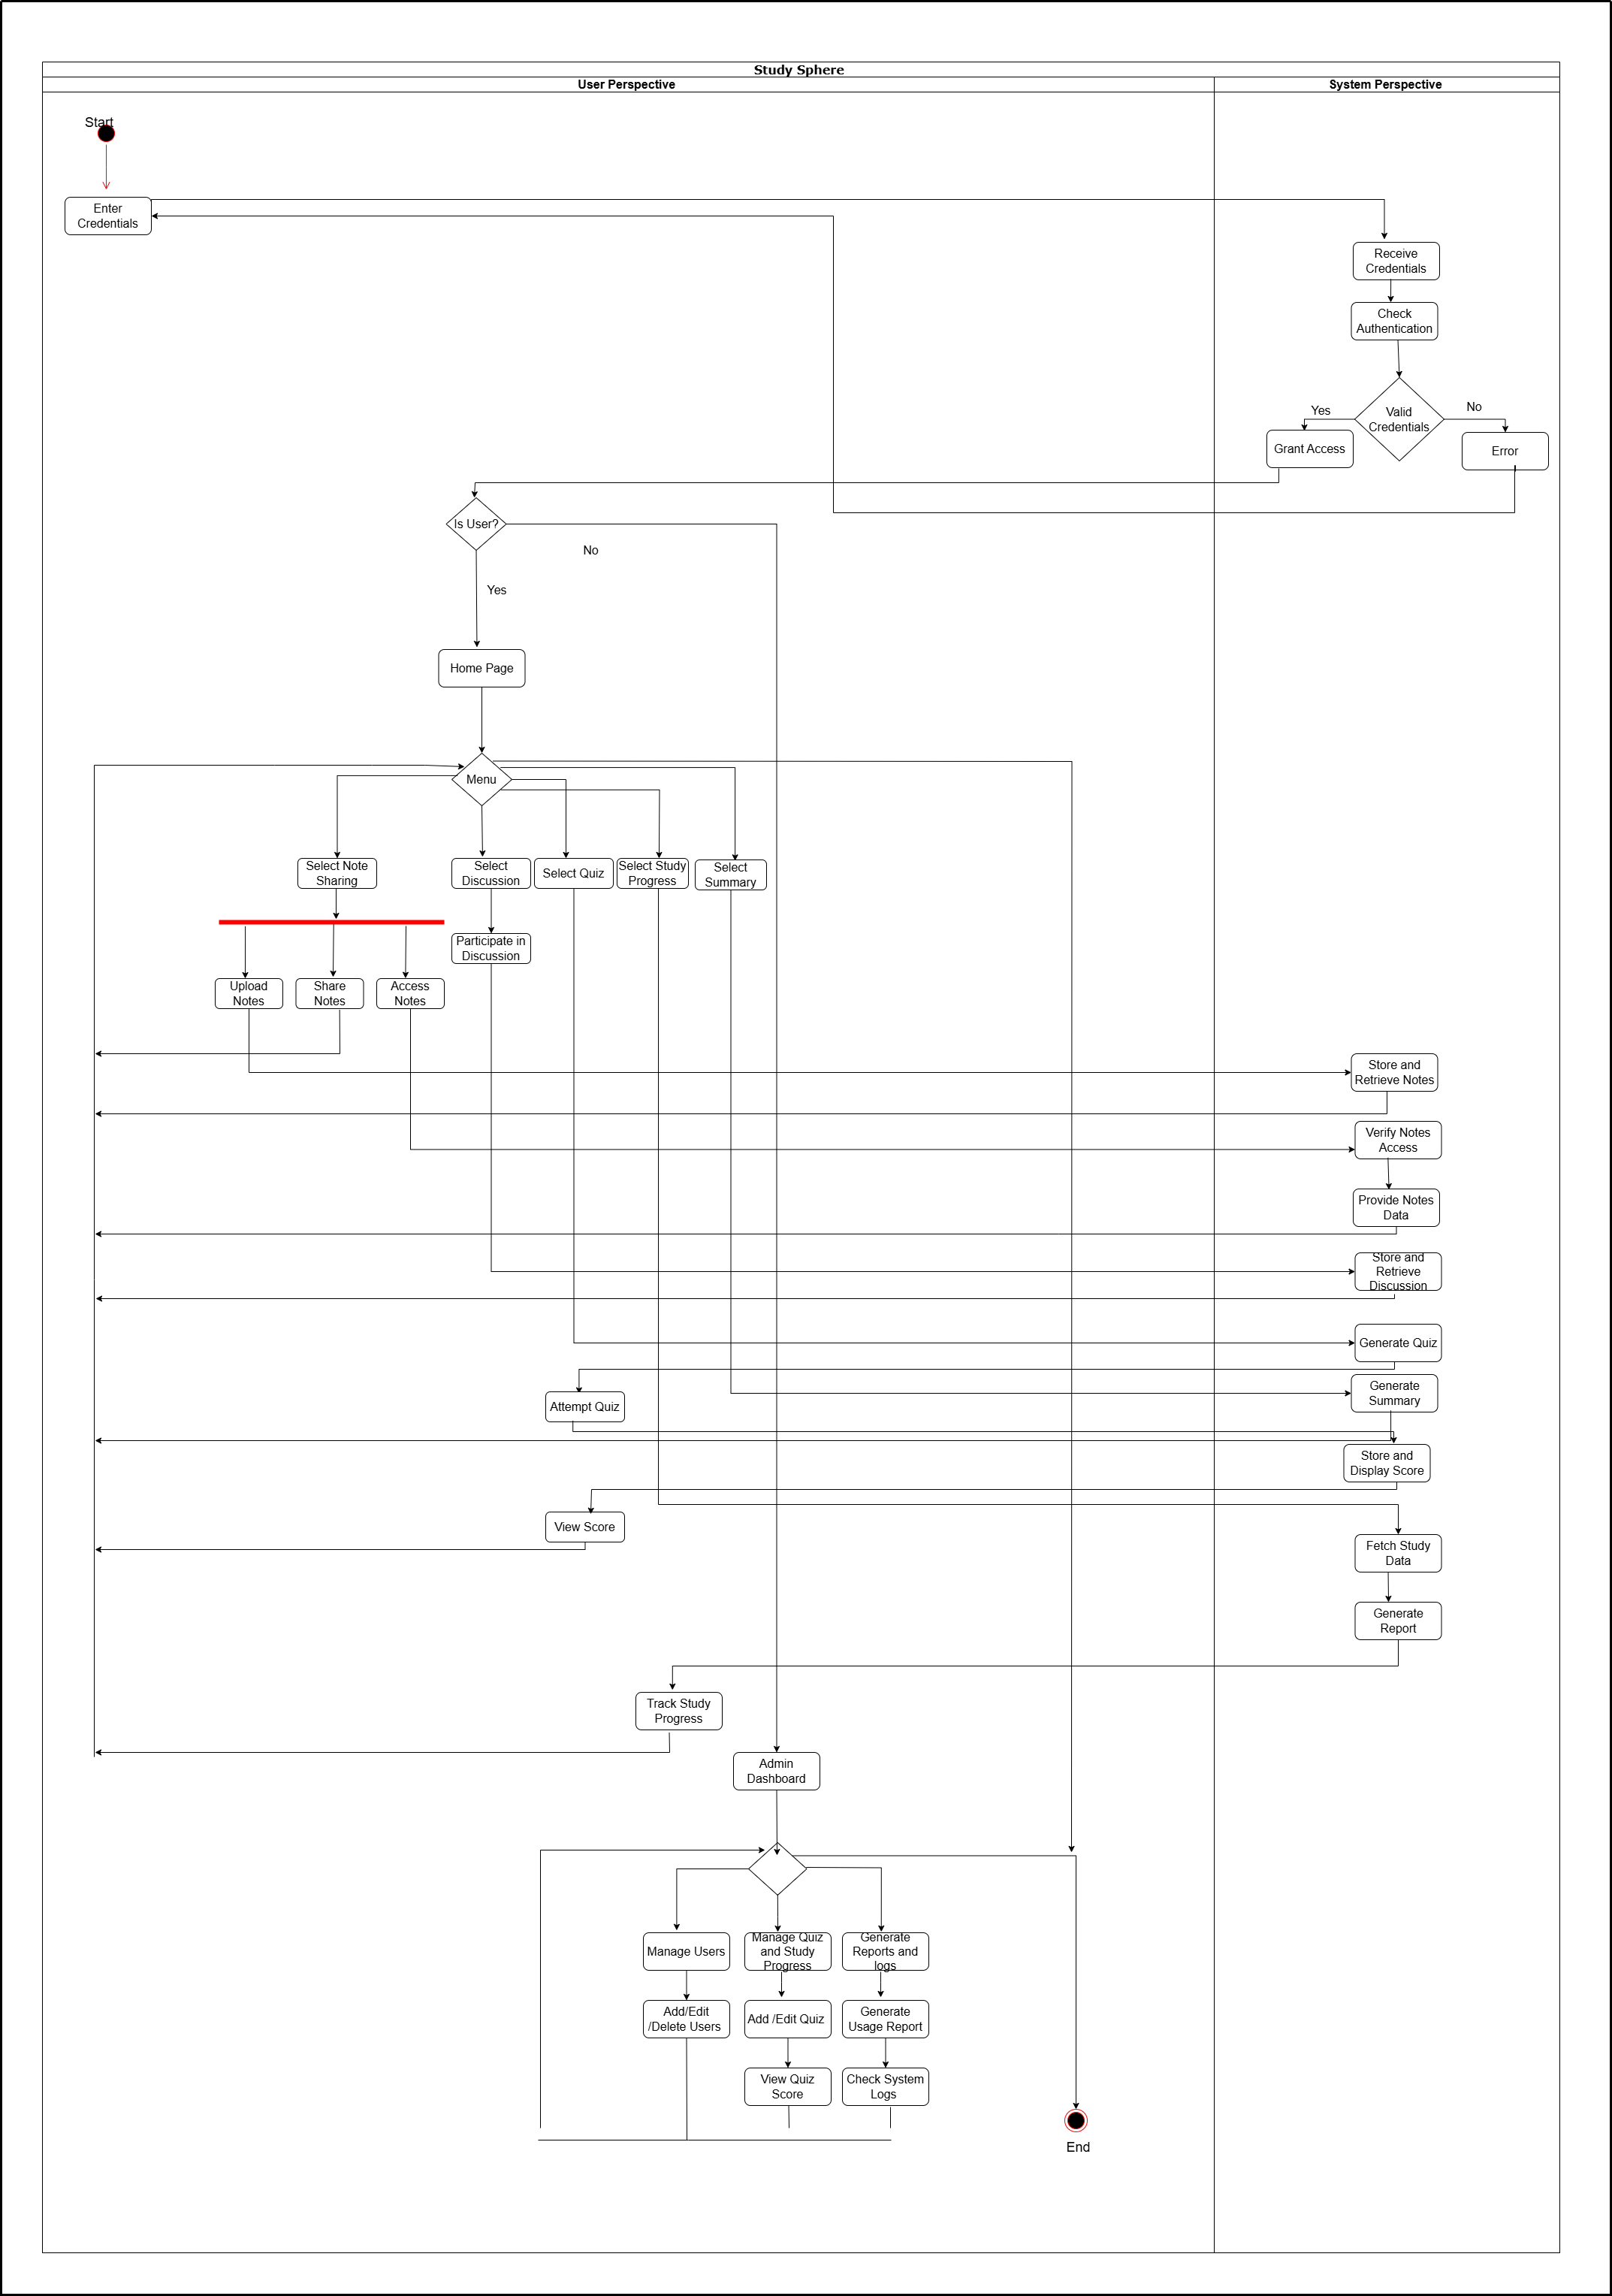 Study Sphere
User Perspective
System Perspective
Start
Enter
Credentials
Receive
Credentials
Check
Authentication
Valid
Credentials
Yes
No
Grant Access
Error
Is User?
No
Yes
Home Page
Menu
Select Note
Sharing
Select
Discussion
Select Quiz
Select Study
Progress
Select
Summary
Participate in
Discussion
Upload
Notes
Share
Notes
Access
Notes
Store and
Retrieve Notes
Verify Notes
Access
Provide Notes
Data
Store and
Retrieve
Discussion
Generate Quiz
Attempt Quiz
Generate
Summary
Store and
Display Score
View Score
Fetch Study
Data
Generate
Report
Track Study
Progress
Admin
Dashboard
Manage Users
Manage Quiz
and Study
Progress
Generate
Reports and
logs
Add/Edit
/Delete Users
Add /Edit Quiz
Generate
Usage Report
View Quiz
Score
Check System
Logs
End